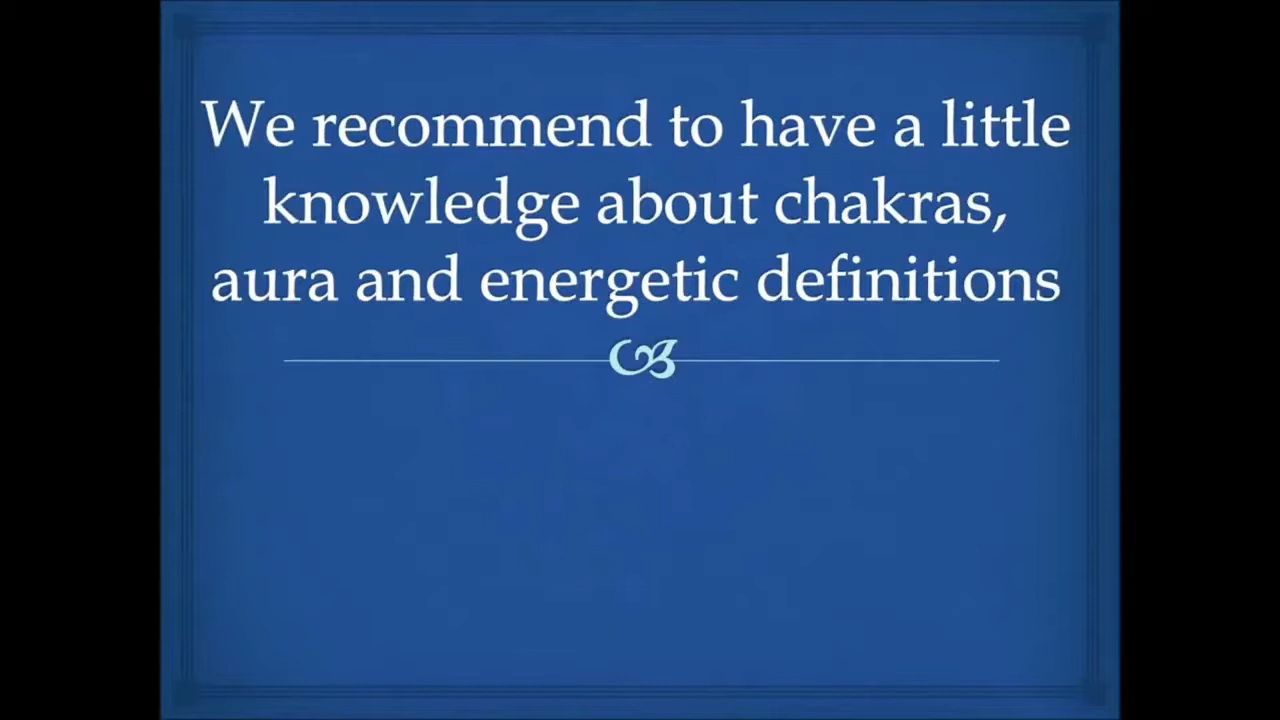 We recommend to have a little
knowledge about chakras,
aura and energetic definitions